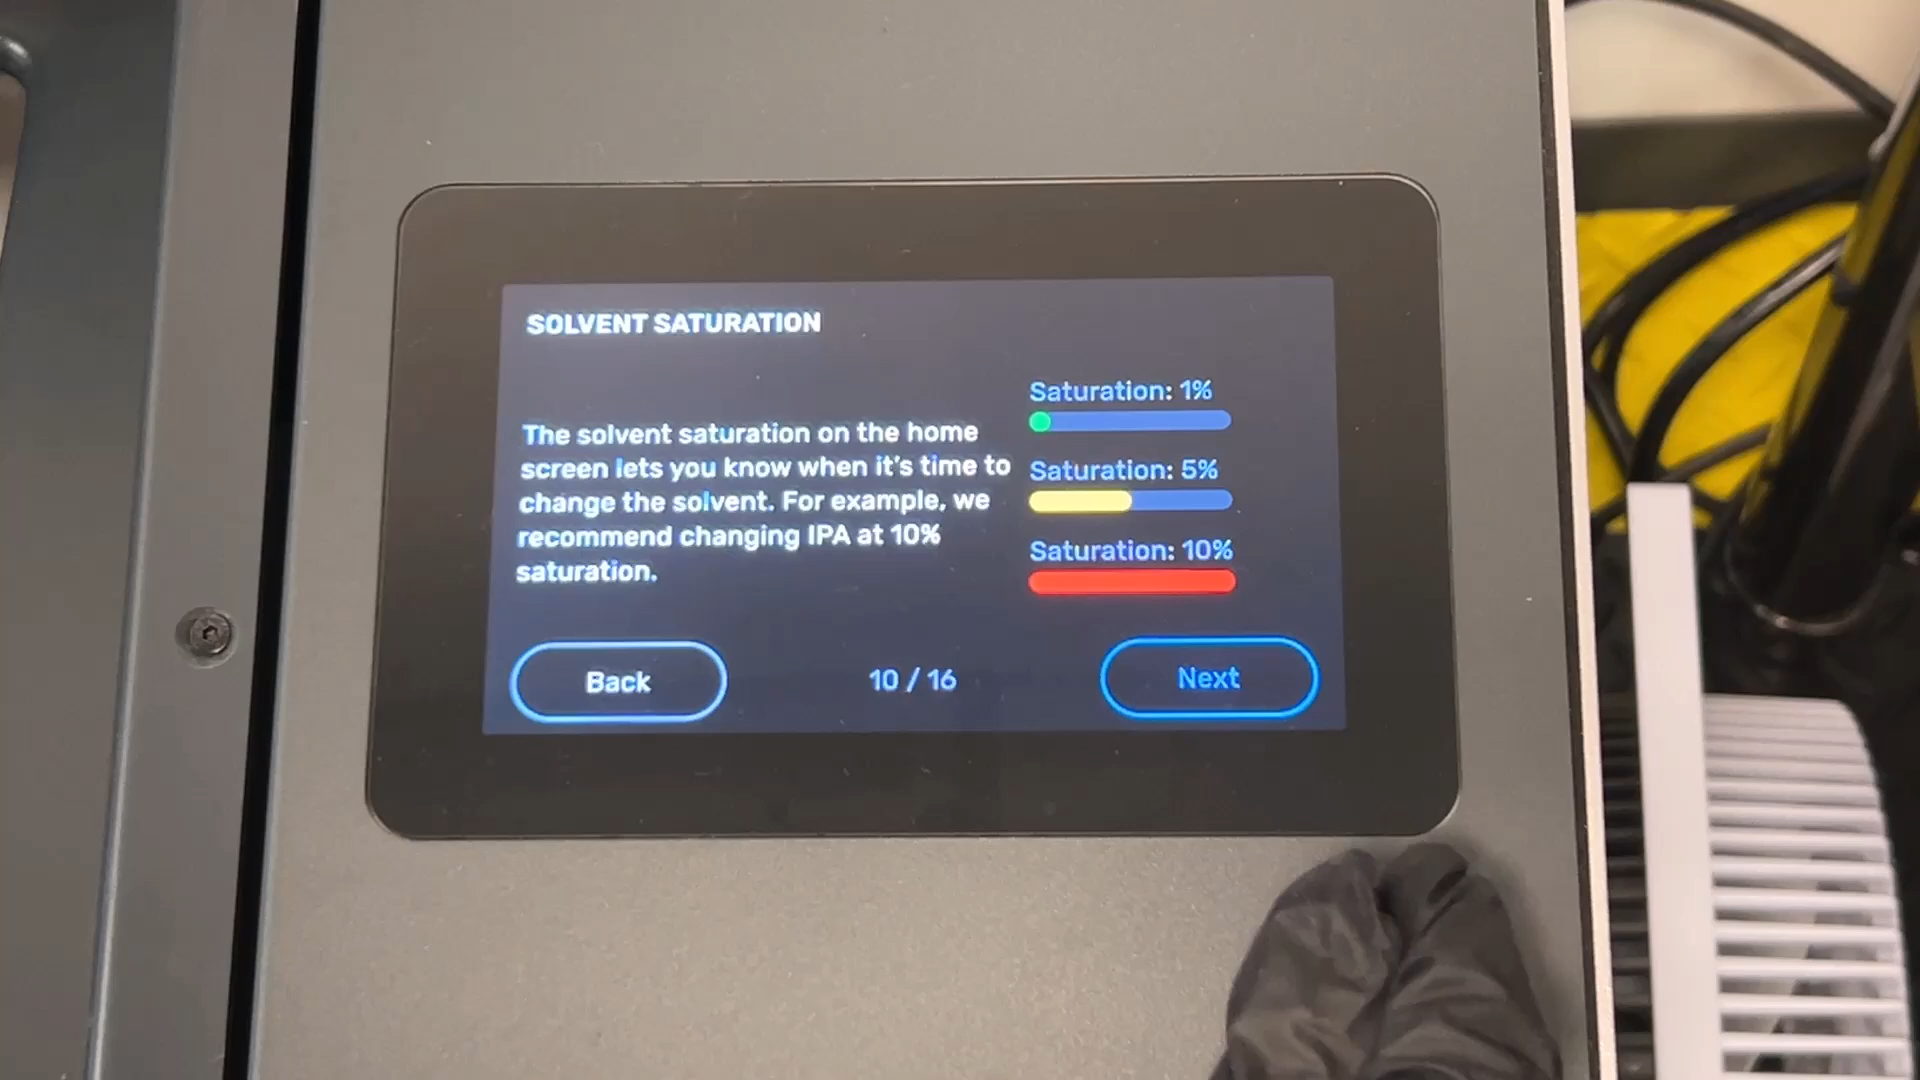 SOLVENT SATURATION
The solvent saturation on the home
screen lets you know when it's time to
change the solvent. For example, we
recommend changing IPA at 10%
saturation.
Saturation: 1%
Saturation: 5%
Saturation: 10%
Back
10 / 16
Next